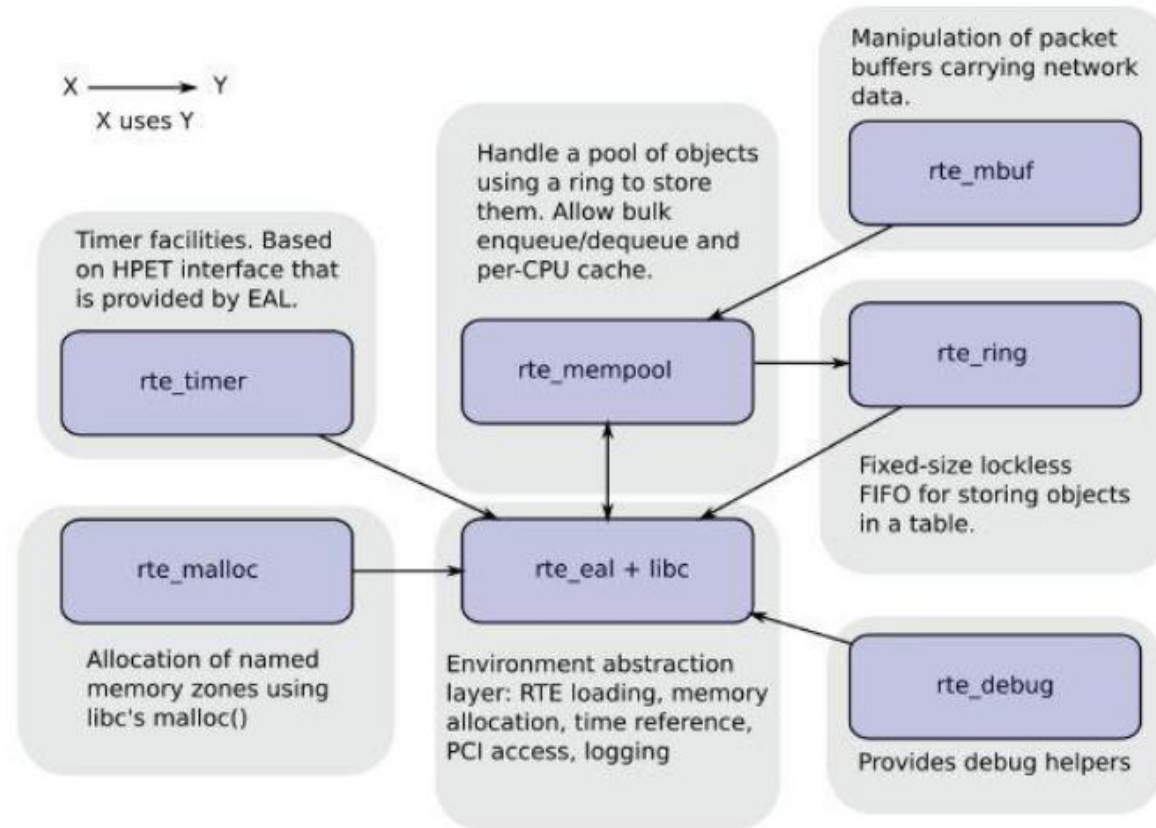 X Y
X uses Y
Manipulation of packet
buffers carrying network
data.
rte_mbuf
Handle a pool of objects
using a ring to store
them. Allow bulk
enqueue/dequeue and
per-CPU cache.
rte_mempool
Timer facilities. Based
on HPET interface that
is provided by EAL.
rte_timer
rte_ring
Fixed-size lockless
FIFO for storing objects
in a table.
rte_malloc
Allocation of named
memory zones using
libc's malloc()
rte_eal + libc
Environment abstraction
layer: RTE loading, memory
allocation, time reference,
PCI access, logging
rte_debug
Provides debug helpers